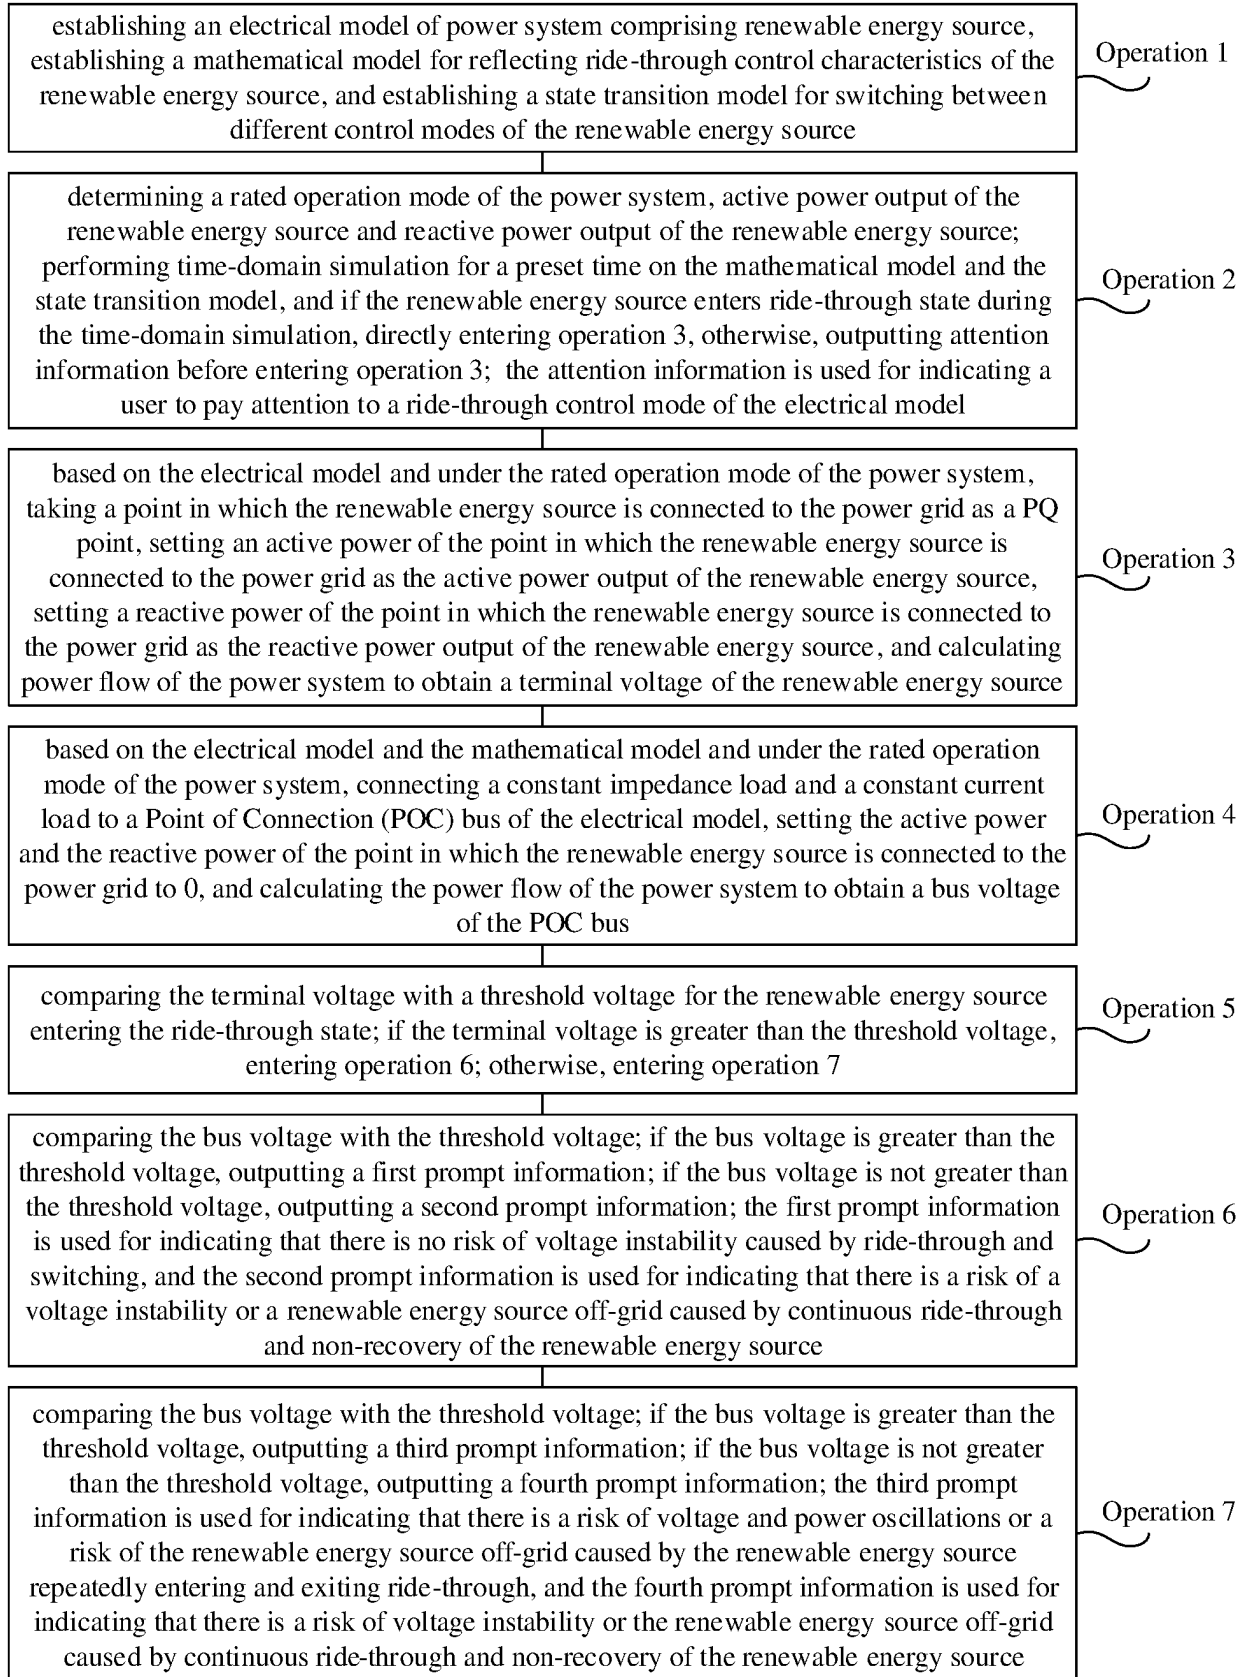 establishing an electrical model of power system comprising renewable energy source,
establishing a mathematical model for reflecting ride-through control characteristics of the
renewable energy source, and establishing a state transition model for switching between
different control modes of the renewable energy source
Operation 1
determining a rated operation mode of the power system, active power output of the
renewable energy source and reactive power output of the renewable energy source;
performing time-domain simulation for a preset time on the mathematical model and the
state transition model, and if the renewable energy source enters ride-through state during
the time-domain simulation, directly entering operation 3, otherwise, outputting attention
information before entering operation 3; the attention information is used for indicating a
user to pay attention to a ride-through control mode of the electrical model
Operation 2
based on the electrical model and under the rated operation mode of the power system,
taking a point in which the renewable energy source is connected to the power grid as a PQ
point, setting an active power of the point in which the renewable energy source is
connected to the power grid as the active power output of the renewable energy source,
setting a reactive power of the point in which the renewable energy source is connected to
the power grid as the reactive power output of the renewable energy source, and calculating
power flow of the power system to obtain a terminal voltage of the renewable energy source
Operation 3
based on the electrical model and the mathematical model and under the rated operation
mode of the power system, connecting a constant impedance load and a constant current
load to a Point of Connection (POC) bus of the electrical model, setting the active power
and the reactive power of the point in which the renewable energy source is connected to the
power grid to 0, and calculating the power flow of the power system to obtain a bus voltage
of the POC bus
Operation 4
comparing the terminal voltage with a threshold voltage for the renewable energy source
entering the ride-through state; if the terminal voltage is greater than the threshold voltage,
entering operation 6; otherwise, entering operation 7
Operation 5
comparing the bus voltage with the threshold voltage; if the bus voltage is greater than the
threshold voltage, outputting a first prompt information; if the bus voltage is not greater than
the threshold voltage, outputting a second prompt information; the first prompt information
is used for indicating that there is no risk of voltage instability caused by ride-through and
switching, and the second prompt information is used for indicating that there is a risk of a
voltage instability or a renewable energy source off-grid caused by continuous ride-through
and non-recovery of the renewable energy source
Operation 6
comparing the bus voltage with the threshold voltage; if the bus voltage is greater than the
threshold voltage, outputting a third prompt information; if the bus voltage is not greater
than the threshold voltage, outputting a fourth prompt information; the third prompt
information is used for indicating that there is a risk of voltage and power oscillations or a
risk of the renewable energy source off-grid caused by the renewable energy source
repeatedly entering and exiting ride-through, and the fourth prompt information is used for
indicating that there is a risk of voltage instability or the renewable energy source off-grid
caused by continuous ride-through and non-recovery of the renewable energy source
Operation 7